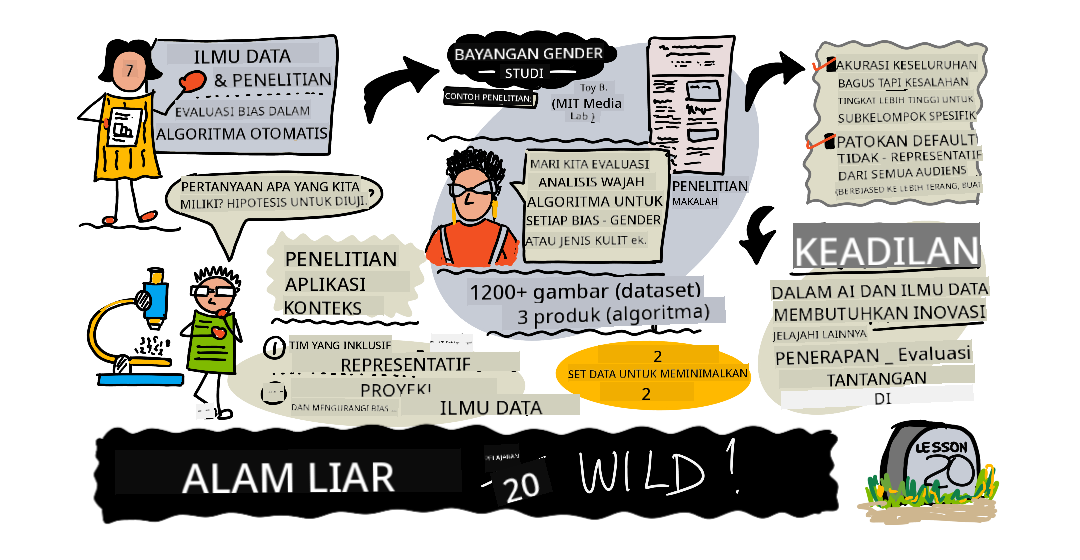 7
ILMU DATA
& PENELITIAN
EVALUASI BIAS DALAM
ALGORITMA OTOMATIS
PERTANYAAN APA YANG KITA
MILIKI? HIPOTESIS UNTUK DIUJI.
?
BAYANGAN GENDER
STUDI
CONTOH PENELITIAN:
Toy B.
(MIT Media
Lab)
MARI KITA EVALUASI
ANALISIS WAJAH
ALGORITMA UNTUK
SETIAP BIAS - GENDER
ATAU JENIS KULIT ek.
PENELITIAN
MAKALAH
1200+ gambar (dataset)
3 produk (algoritma)
AKURASI KESELURUHAN
BAGUS TAPI KESALAHAN
TINGKAT LEBIH TINGGI UNTUK
SUBKELOMPOK SPESIFIK
PATOKAN DEFAULT
TIDAK - REPRESENTATIF
DARI SEMUA AUDIENS
(BERBIASED KE LEBIH TERANG, BUAT
KEADILAN
DALAM AI DAN ILMU DATA
MEMBUTUHKAN INOVASI
JELAJAHI LAINNYA
PENERAPAN _ Evaluasi
TANTANGAN
DI
PENELITIAN
APLIKASI
KONTEKS
1 TIM YANG INKLUSIF
REPRESENTATIF
PROYEK!
DAN MENGURANGI BIAS ...
ILMU DATA
2
SET DATA UNTUK MEMINIMALKAN
2
ALAM LIAR
PELAJARAN
- 20
WILD!
LESSON
20